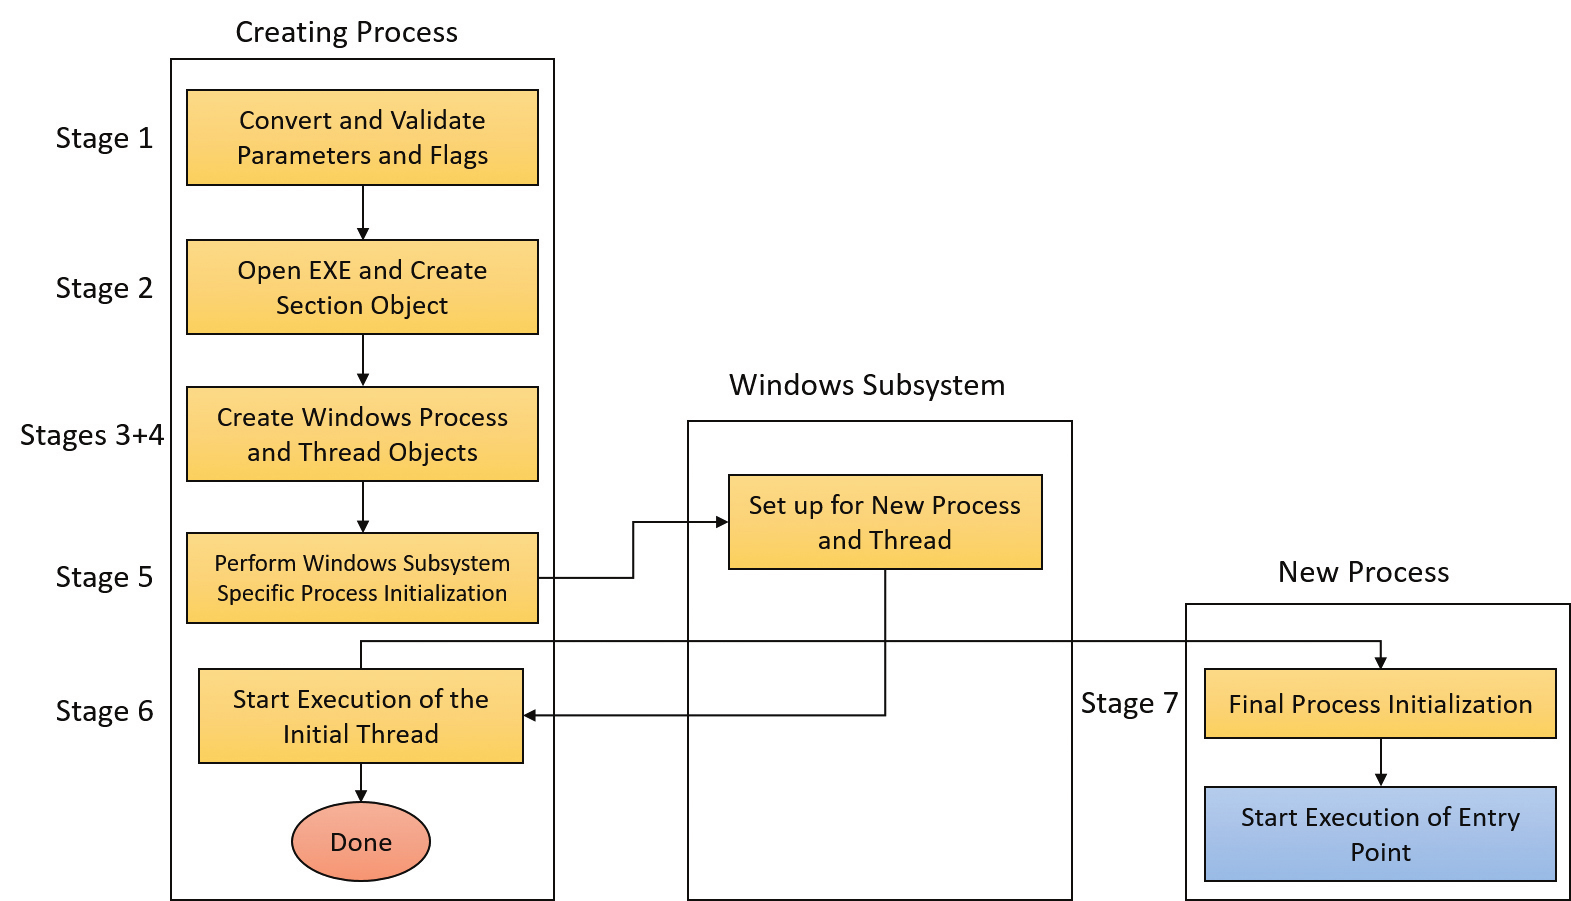 Creating Process
Stage 1
Convert and Validate
Parameters and Flags
Stage 2
Open EXE and Create
Section Object
Stages 3+4
Create Windows Process
and Thread Objects
Stage 5
Perform Windows Subsystem
Specific Process Initialization
Stage 6
Start Execution of the
Initial Thread
Done
Windows Subsystem
Set up for New Process
and Thread
New Process
Stage 7
Final Process Initialization
Start Execution of Entry
Point